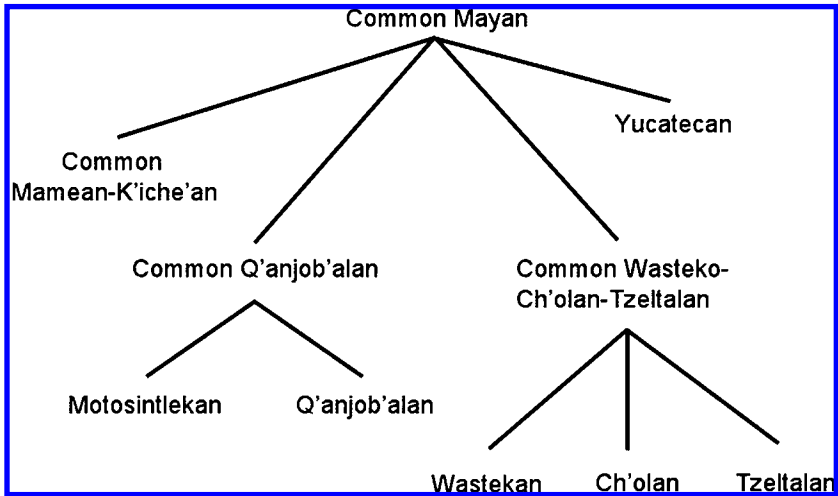 Common Mayan
Yucatecan
Common
Mamean-K'iche'an
Common Q'anjob'alan
Common Wasteko-
Ch'olan-Tzeltalan
Motosintlekan
Q'anjob'alan
Wastekan
Ch'olan
Tzeltalan